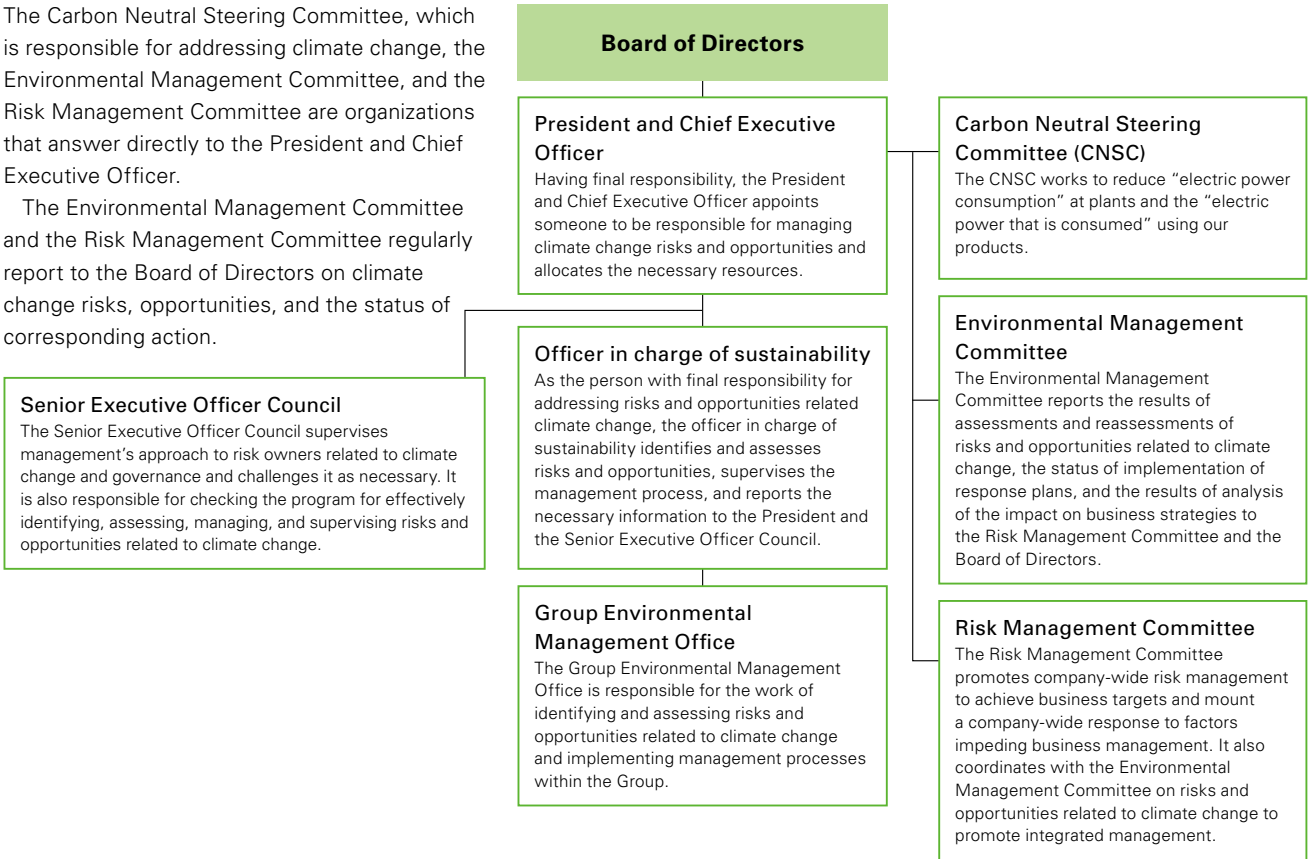 The Carbon Neutral Steering Committee, which
is responsible for addressing climate change, the
Environmental Management Committee, and the
Risk Management Committee are organizations
that answer directly to the President and Chief
Executive Officer.
The Environmental Management Committee
and the Risk Management Committee regularly
report to the Board of Directors on climate
change risks, opportunities, and the status of
corresponding action.
Board of Directors
President and Chief Executive
Officer
Having final responsibility, the President
and Chief Executive Officer appoints
someone to be responsible for managing
climate change risks and opportunities and
allocates the necessary resources.
Carbon Neutral Steering
Committee (CNSC)
The CNSC works to reduce “electric power
consumption” at plants and the “electric
power that is consumed” using our
products.
Senior Executive Officer Council
The Senior Executive Officer Council supervises
management’s approach to risk owners related to climate
change and governance and challenges it as necessary. It
is also responsible for checking the program for effectively
identifying, assessing, managing, and supervising risks and
opportunities related to climate change.
Officer in charge of sustainability
As the person with final responsibility for
addressing risks and opportunities related
climate change, the officer in charge of
sustainability identifies and assesses
risks and opportunities, supervises the
management process, and reports the
necessary information to the President and
the Senior Executive Officer Council.
Environmental Management
Committee
The Environmental Management
Committee reports the results of
assessments and reassessments of
risks and opportunities related to climate
change, the status of implementation of
response plans, and the results of analysis
of the impact on business strategies to
the Risk Management Committee and the
Board of Directors.
Group Environmental
Management Office
The Group Environmental Management
Office is responsible for the work of
identifying and assessing risks and
opportunities related to climate change
and implementing management processes
within the Group.
Risk Management Committee
The Risk Management Committee
promotes company-wide risk management
to achieve business targets and mount
a company-wide response to factors
impeding business management. It also
coordinates with the Environmental
Management Committee on risks and
opportunities related to climate change to
promote integrated management.